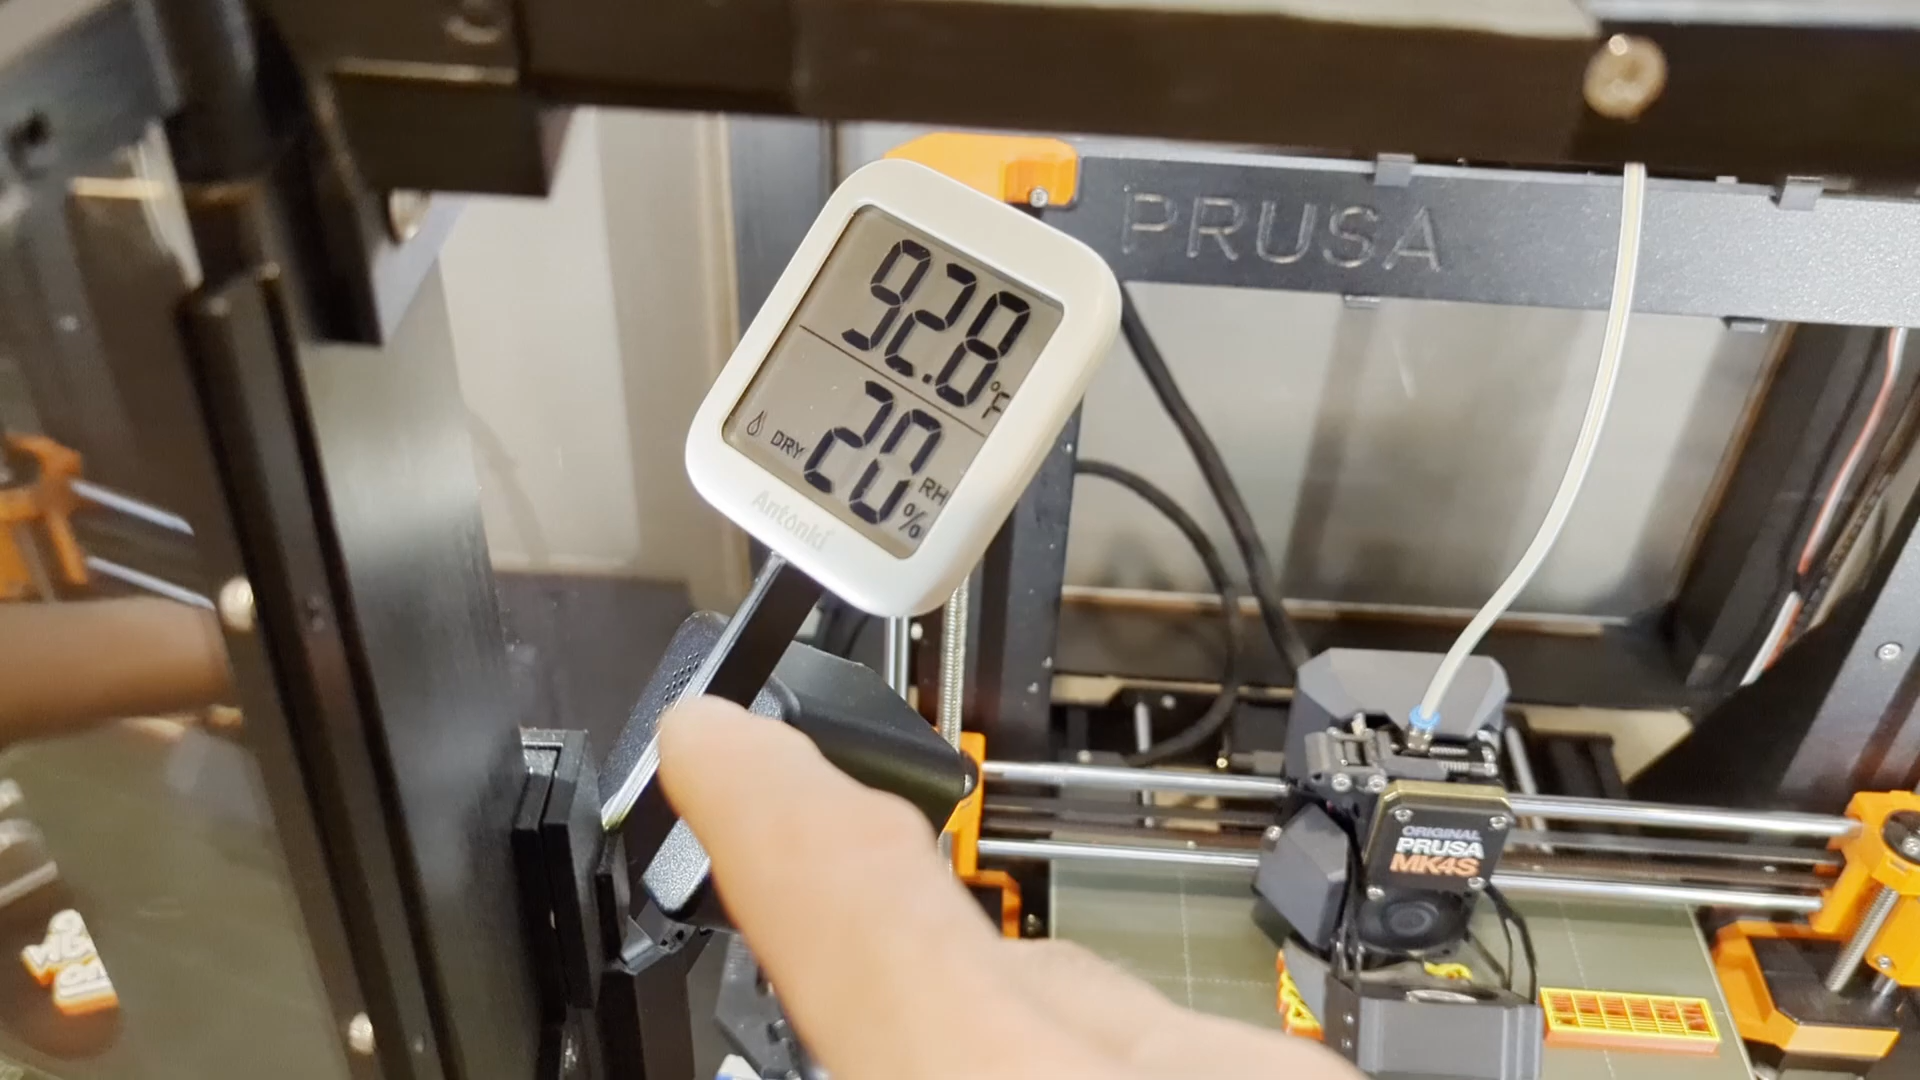 PRUSA
92.8°F
DRY 20 RH %
Antonki
ORIGINAL
PRUSA
MK4S